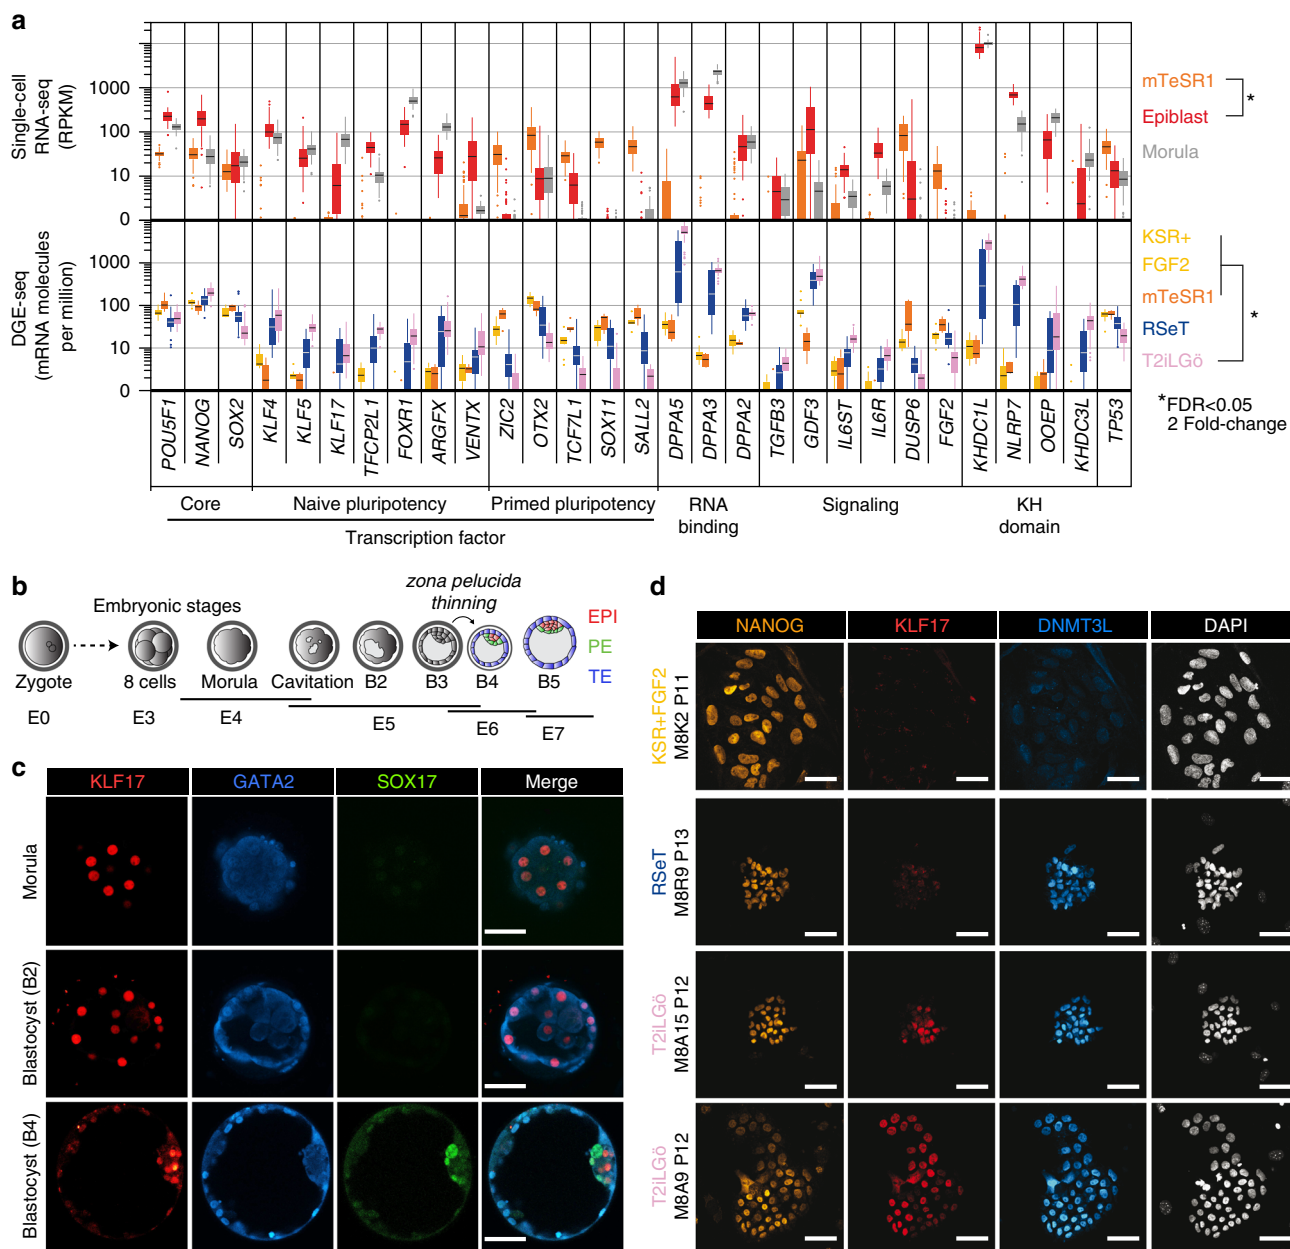 a
Single-cell
RNA-seq
(RPKM)
1000
100
10
0
mTeSR1
Epiblast
*
Morula
DGE-seq
(mRNA molecules
per million)
1000
100
10
0
KSR+
FGF2
mTeSR1
RSeT
*
T2iLGö
*FDR<0.05
2 Fold-change
POU5F1
NANOG
SOX2
KLF4
KLF5
KLF17
TFCP2L1
FOXR1
ARGFX
VENTX
ZIC2
OTX2
TCF7L1
SOX11
SALL2
DPPA5
DPPA3
DPPA2
TGFB3
GDF3
IL6ST
IL6R
DUSP6
FGF2
KHDC1L
NLRP7
OOEP
KHDC3L
TP53
Core
Naive pluripotency
Primed pluripotency
RNA
binding
Signaling
KH
domain
Transcription factor
b
Embryonic stages
zona pelucida
thinning
EPI
PE
TE
Zygote
8 cells
Morula
Cavitation
B2
B3
B4
B5
E0
E3
E4
E5
E6
E7
c
KLF17
GATA2
SOX17
Merge
Morula
Blastocyst (B2)
Blastocyst (B4)
d
NANOG
KLF17
DNMT3L
DAPI
KSR+FGF2
M8K2 P11
RSeT
M8R9 P13
T2iLGö
M8A15 P12
T2iLGö
M8A9 P12